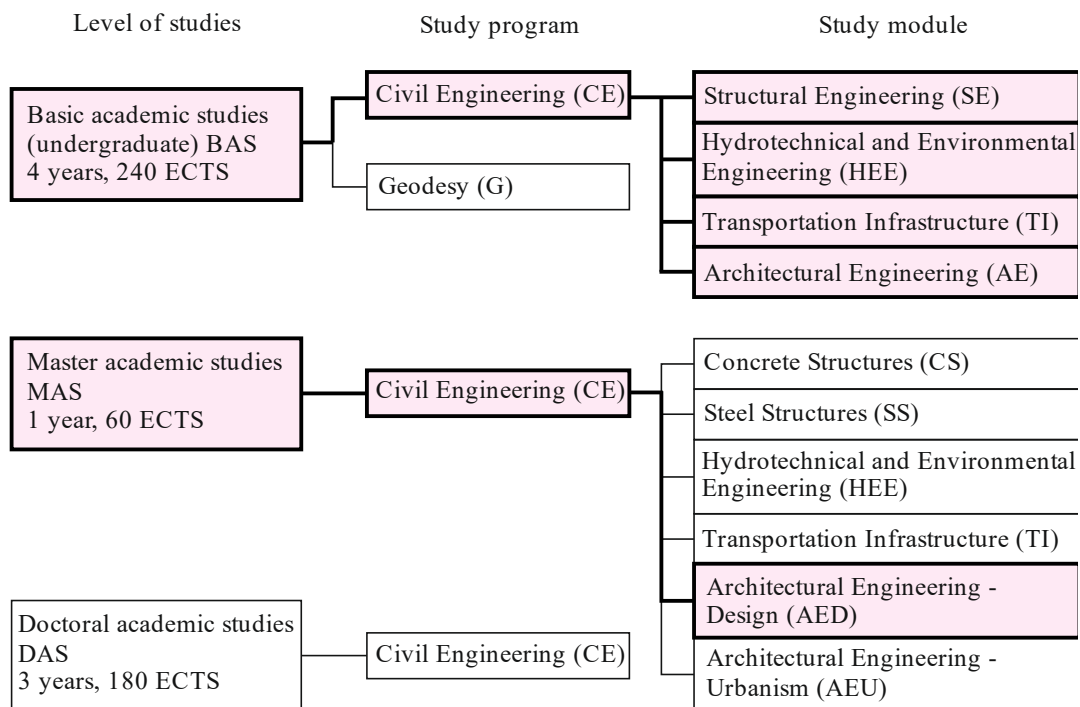 Level of studies
Study program
Study module
Basic academic studies
(undergraduate) BAS
4 years, 240 ECTS
Civil Engineering (CE)
Geodesy (G)
Structural Engineering (SE)
Hydrotechnical and Environmental
Engineering (HEE)
Transportation Infrastructure (TI)
Architectural Engineering (AE)
Master academic studies
MAS
1 year, 60 ECTS
Civil Engineering (CE)
Concrete Structures (CS)
Steel Structures (SS)
Hydrotechnical and Environmental
Engineering (HEE)
Transportation Infrastructure (TI)
Architectural Engineering -
Design (AED)
Architectural Engineering -
Urbanism (AEU)
Doctoral academic studies
DAS
3 years, 180 ECTS
Civil Engineering (CE)